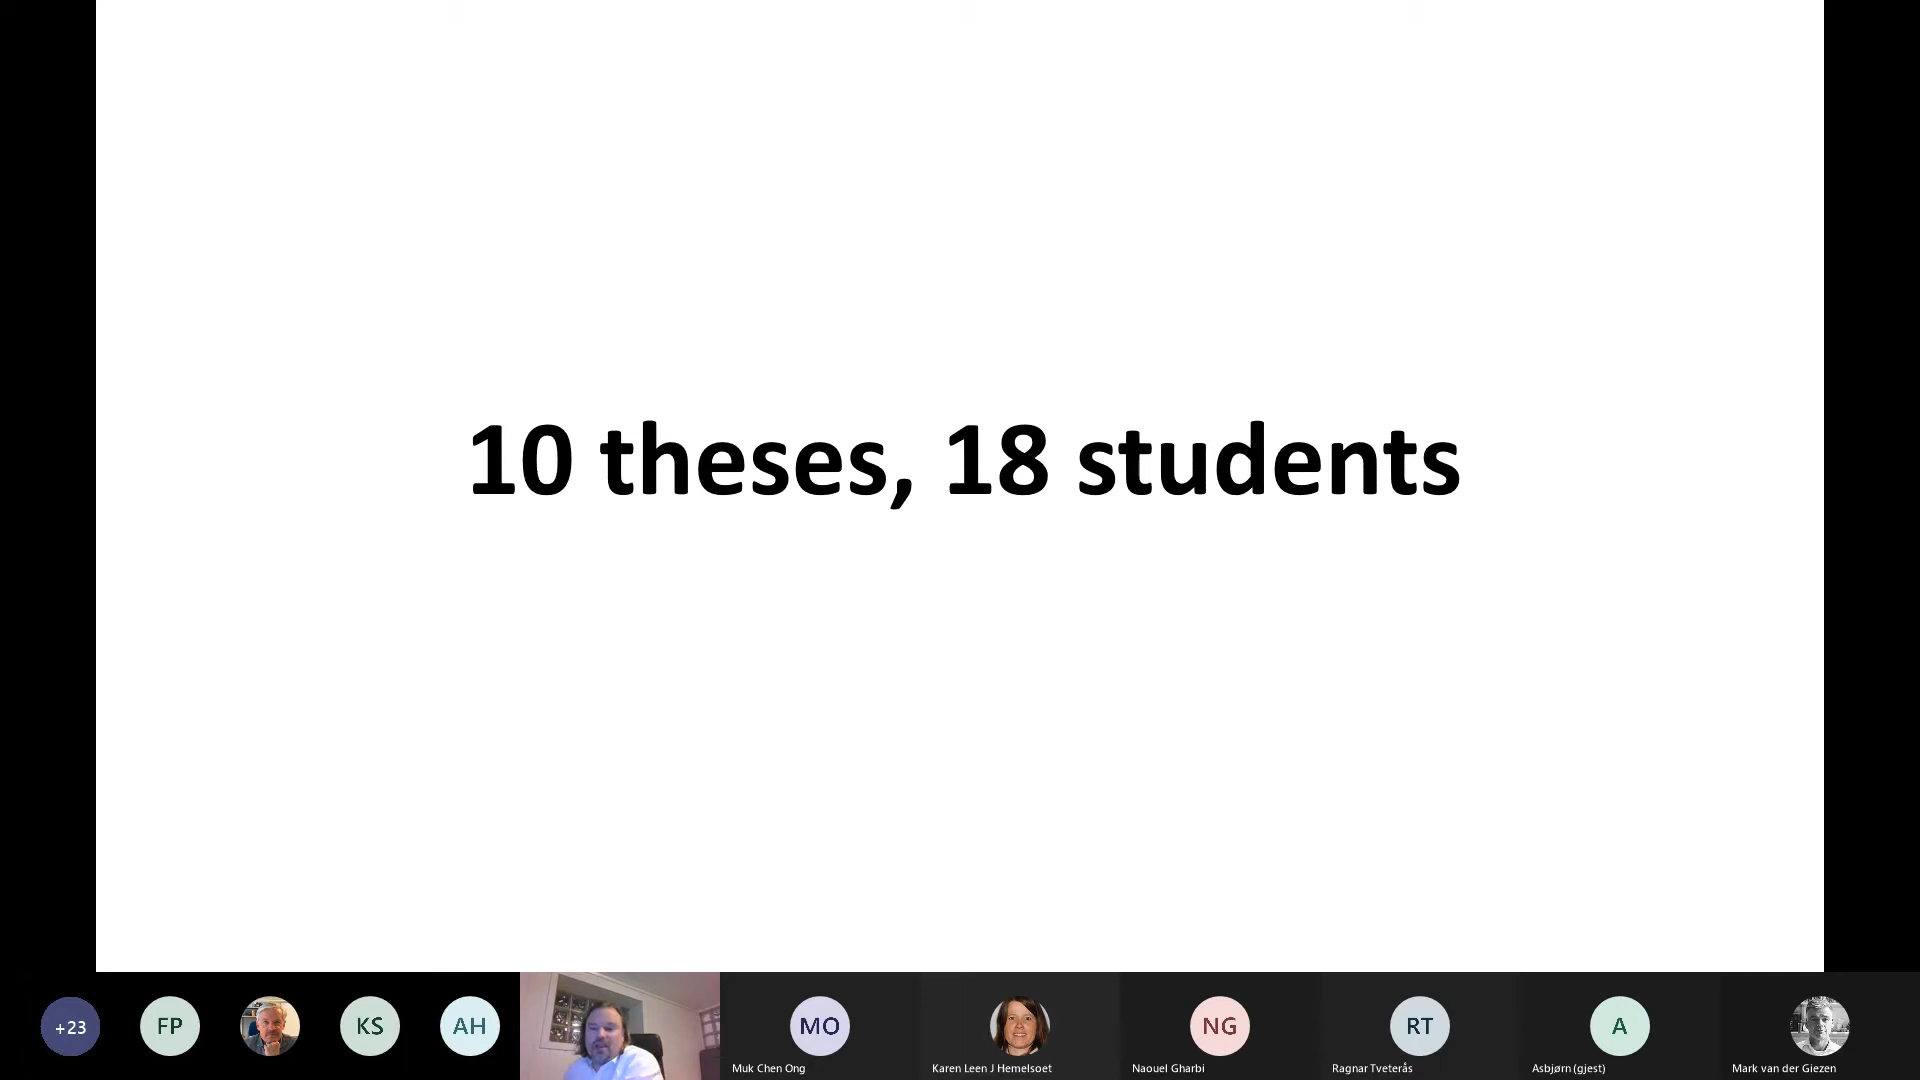 10 theses, 18 students
+23
FP
KS
AH
MO
NG
RT
A
Muk Chen Ong
Karen Leen J Hemelsoet
Naouel Gharbi
Ragnar Tveterås
Asbjørn (gjest)
Mark van der Giezen